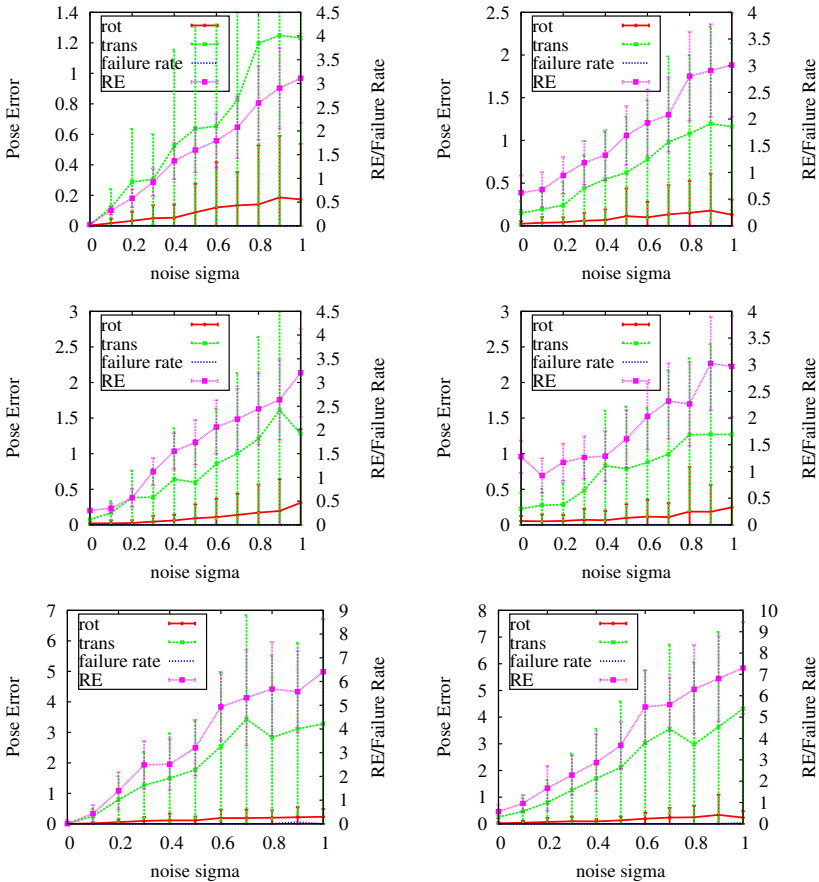 1.4
1.2
1
0.8
0.6
0.4
0.2
0
4.5
4
3.5
3
2.5
2
1.5
1
0.5
0
0 0.2 0.4 0.6 0.8 1
Pose Error
RE/Failure Rate
noise sigma
rot
trans
failure rate
RE
2.5
2
1.5
1
0.5
0
4
3.5
3
2.5
2
1.5
1
0.5
0
0 0.2 0.4 0.6 0.8 1
Pose Error
RE/Failure Rate
noise sigma
rot
trans
failure rate
RE
3
2.5
2
1.5
1
0.5
0
4.5
4
3.5
3
2.5
2
1.5
1
0.5
0
0 0.2 0.4 0.6 0.8 1
Pose Error
RE/Failure Rate
noise sigma
rot
trans
failure rate
RE
3
2.5
2
1.5
1
0.5
0
4
3.5
3
2.5
2
1.5
1
0.5
0
0 0.2 0.4 0.6 0.8 1
Pose Error
RE/Failure Rate
noise sigma
rot
trans
failure rate
RE
7
6
5
4
3
2
1
0
9
8
7
6
5
4
3
2
1
0
0 0.2 0.4 0.6 0.8 1
Pose Error
RE/Failure Rate
noise sigma
rot
trans
failure rate
RE
8
7
6
5
4
3
2
1
0
10
9
8
7
6
5
4
3
2
1
0
0 0.2 0.4 0.6 0.8 1
Pose Error
RE/Failure Rate
noise sigma
rot
trans
failure rate
RE